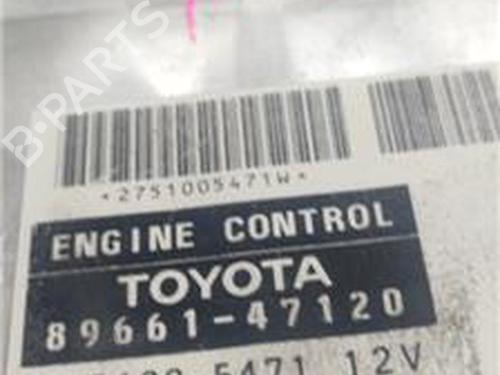 B-PARTS
*2751005471W*
ENGINE CONTROL
TOYOTA
89661-47120
5471 12V